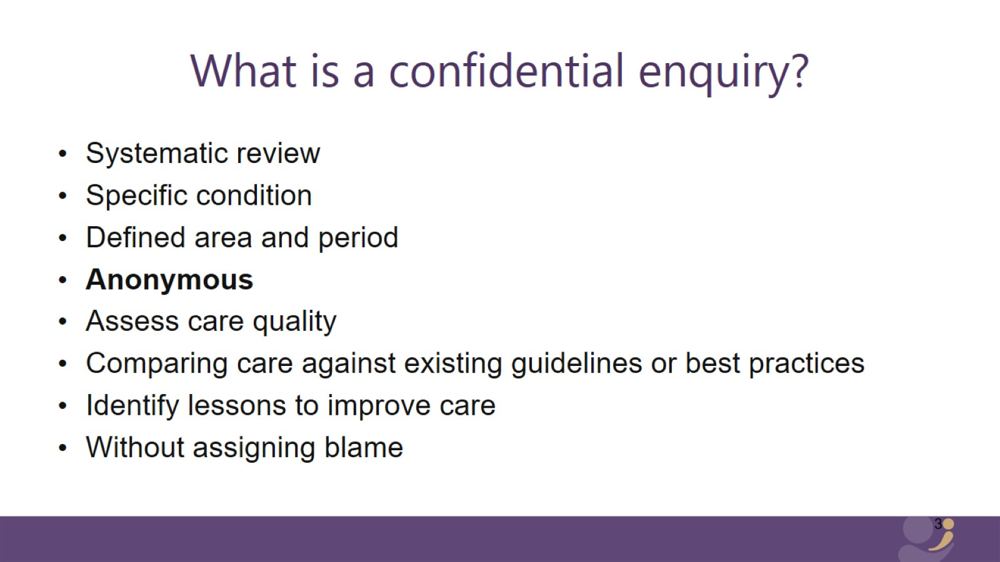 What is a confidential enquiry?
• Systematic review
• Specific condition
• Defined area and period
• Anonymous
• Assess care quality
• Comparing care against existing guidelines or best practices
• Identify lessons to improve care
• Without assigning blame
3